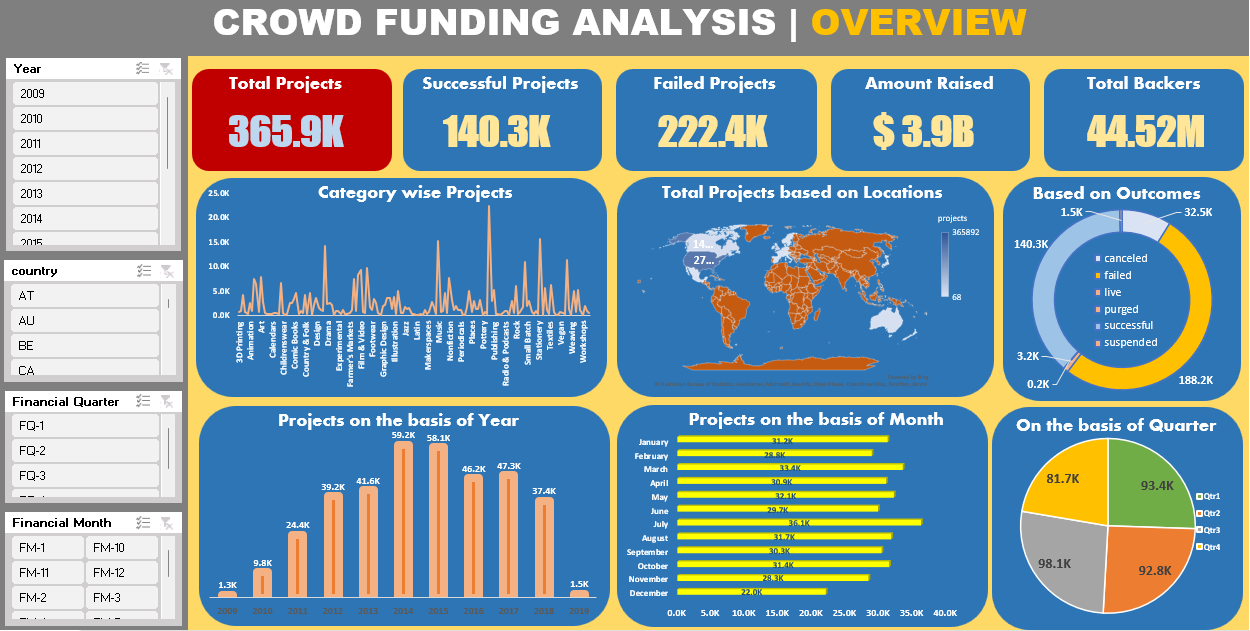 CROWD FUNDING ANALYSIS | OVERVIEW
Year
2009
2010
2011
2012
2013
2014
2015
country
AT
AU
BE
CA
Financial Quarter
FQ-1
FQ-2
FQ-3
Financial Month
FM-1 FM-10
FM-11 FM-12
FM-2 FM-3
Total Projects
365.9K
Successful Projects
140.3K
Failed Projects
222.4K
Amount Raised
$ 3.9B
Total Backers
44.52M
Category wise Projects
25.0K
20.0K
15.0K
10.0K
5.0K
0.0K
3D Printing
Animation
Art
Calendars
Childrenswear
Comic Books
Country & Folk
Design
Drama
Experimental
Farmer's Markets
Film & Video
Footwear
Graphic Design
Illustration
Jazz
Latin
Makerspaces
Music
Nonfiction
Periodicals
Places
Pottery
Publishing
Radio & Podcasts
Rock
Small Batch
Stationery
Textiles
Vegan
Weaving
Workshops
Total Projects based on Locations
14...
27...
projects
365892
68
Based on Outcomes
1.5K
32.5K
140.3K
canceled
failed
live
purged
successful
suspended
3.2K
0.2K
188.2K
Projects on the basis of Year
1.3K
9.8K
24.4K
39.2K
41.6K
59.2K
58.1K
46.2K
47.3K
37.4K
1.5K
2009 2010 2011 2012 2013 2014 2015 2016 2017 2018 2019
Projects on the basis of Month
January 31.2K
February 28.8K
March 33.4K
April 30.9K
May 32.1K
June 29.7K
July 36.1K
August 31.7K
September 30.3K
October 31.4K
November 28.3K
December 22.0K
0.0K 5.0K 10.0K 15.0K 20.0K 25.0K 30.0K 35.0K 40.0K
On the basis of Quarter
81.7K
93.4K
98.1K
92.8K
Qtr1
Qtr2
Qtr3
Qtr4